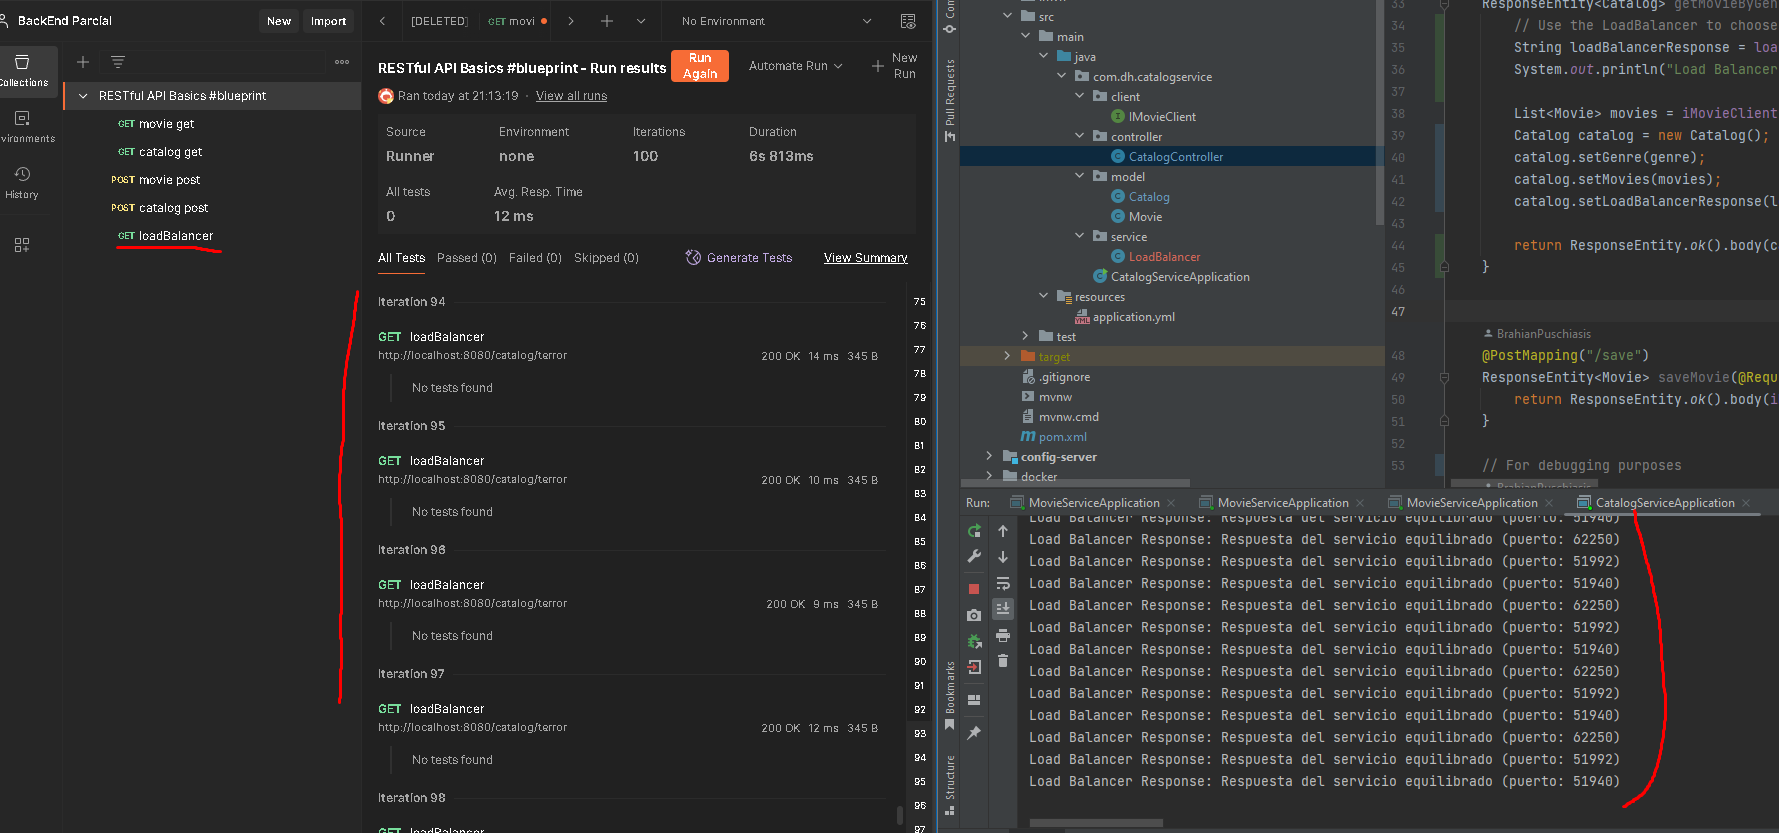 BackEnd Parcial
New
Import
[DELETED]
GET movi
No Environment
Collections
History
RESTful API Basics #blueprint
GET movie get
GET catalog get
POST movie post
POST catalog post
GET loadBalancer
RESTful API Basics #blueprint - Run results
Run Again
Automate Run
New Run
Ran today at 21:13:19 · View all runs
Source
Environment
Iterations
Duration
Runner
none
100
6s 813ms
All tests
Avg. Resp. Time
0
12 ms
All Tests
Passed (0)
Failed (0)
Skipped (0)
Generate Tests
View Summary
Iteration 94
GET loadBalancer
http://localhost:8080/catalog/terror
200 OK 14 ms 345 B
No tests found
Iteration 95
GET loadBalancer
http://localhost:8080/catalog/terror
200 OK 10 ms 345 B
No tests found
Iteration 96
GET loadBalancer
http://localhost:8080/catalog/terror
200 OK 9 ms 345 B
No tests found
Iteration 97
GET loadBalancer
http://localhost:8080/catalog/terror
200 OK 12 ms 345 B
No tests found
Iteration 98
GET loadBalancer
75
76
77
78
79
80
81
82
83
84
85
86
87
88
89
90
91
92
93
94
95
96
97
Pull Requests
Bookmarks
Structure
src
main
java
com.dh.catalogservice
client
IMovieClient
controller
CatalogController
model
Catalog
Movie
service
LoadBalancer
CatalogServiceApplication
resources
application.yml
test
target
.gitignore
mvnw
mvnw.cmd
pom.xml
config-server
docker
33 ResponseEntity<Catalog> getMovieByGen
34 // Use the LoadBalancer to choose
35 String loadBalancerResponse = loa
36 System.out.println("Load Balancer
37
38 List<Movie> movies = iMovieClient
39 Catalog catalog = new Catalog();
40 catalog.setGenre(genre);
41 catalog.setMovies(movies);
42 catalog.setLoadBalancerResponse(l
43
44 return ResponseEntity.ok().body(c
45 }
46
47
BrahianPuschiasis
48 @PostMapping("/save")
49 ResponseEntity<Movie> saveMovie(@Requ
50 return ResponseEntity.ok().body(i
51 }
52
53 // For debugging purposes
BrahianPuschiasis
Run:
MovieServiceApplication
MovieServiceApplication
MovieServiceApplication
CatalogServiceApplication
Load Balancer Response: Respuesta del servicio equilibrado (puerto: 51940)
Load Balancer Response: Respuesta del servicio equilibrado (puerto: 62250)
Load Balancer Response: Respuesta del servicio equilibrado (puerto: 51992)
Load Balancer Response: Respuesta del servicio equilibrado (puerto: 51940)
Load Balancer Response: Respuesta del servicio equilibrado (puerto: 62250)
Load Balancer Response: Respuesta del servicio equilibrado (puerto: 51992)
Load Balancer Response: Respuesta del servicio equilibrado (puerto: 51940)
Load Balancer Response: Respuesta del servicio equilibrado (puerto: 62250)
Load Balancer Response: Respuesta del servicio equilibrado (puerto: 51992)
Load Balancer Response: Respuesta del servicio equilibrado (puerto: 51940)
Load Balancer Response: Respuesta del servicio equilibrado (puerto: 62250)
Load Balancer Response: Respuesta del servicio equilibrado (puerto: 51992)
Load Balancer Response: Respuesta del servicio equilibrado (puerto: 51940)